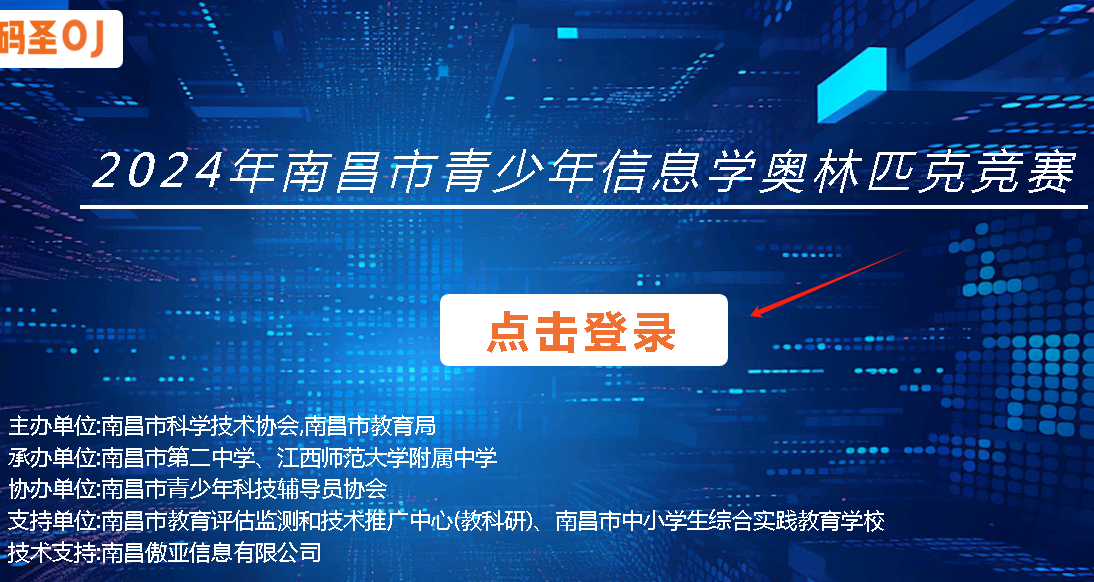 码圣OJ
2024年南昌市青少年信息学奥林匹克竞赛
点击登录
主办单位:南昌市科学技术协会,南昌市教育局
承办单位:南昌市第二中学、江西师范大学附属中学
协办单位:南昌市青少年科技辅导员协会
支持单位:南昌市教育评估监测和技术推广中心(教科研)、南昌市中小学生综合实践教育学校
技术支持:南昌傲亚信息有限公司